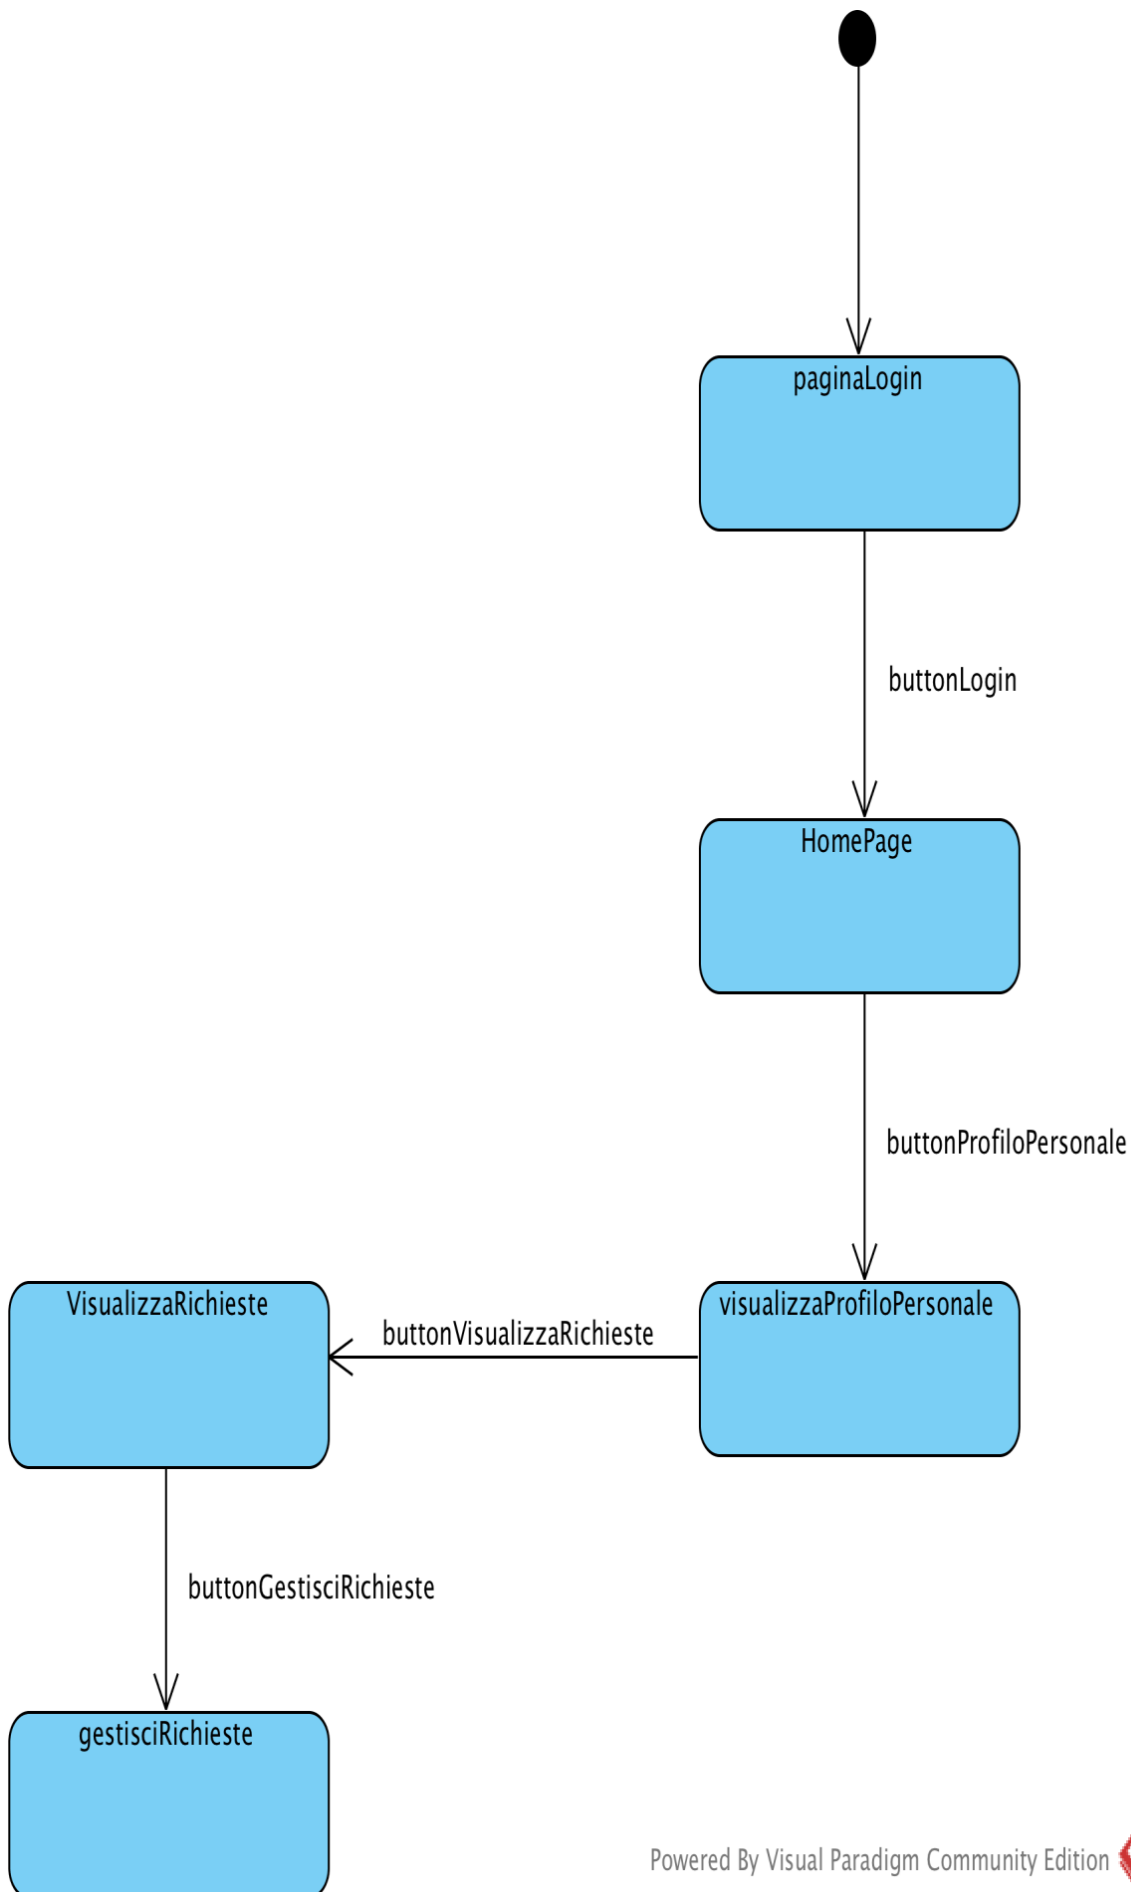 paginaLogin
buttonLogin
HomePage
buttonProfiloPersonale
VisualizzaRichieste
buttonVisualizzaRichieste
visualizzaProfiloPersonale
buttonGestisciRichieste
gestisciRichieste
Powered By Visual Paradigm Community Edition